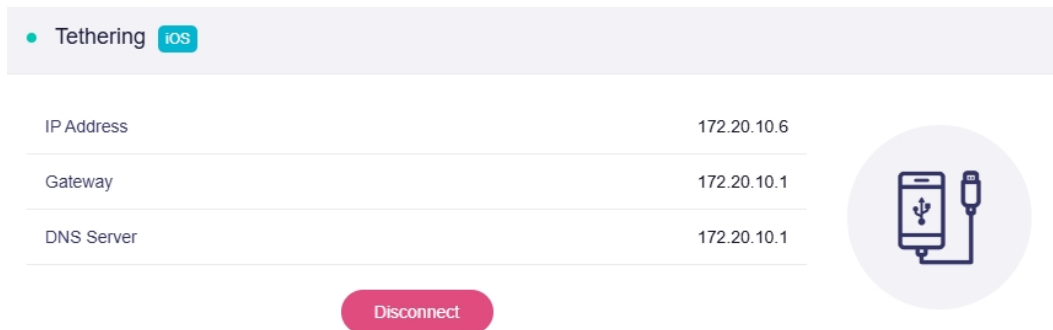 Tethering iOS
IP Address 172.20.10.6
Gateway 172.20.10.1
DNS Server 172.20.10.1
Disconnect